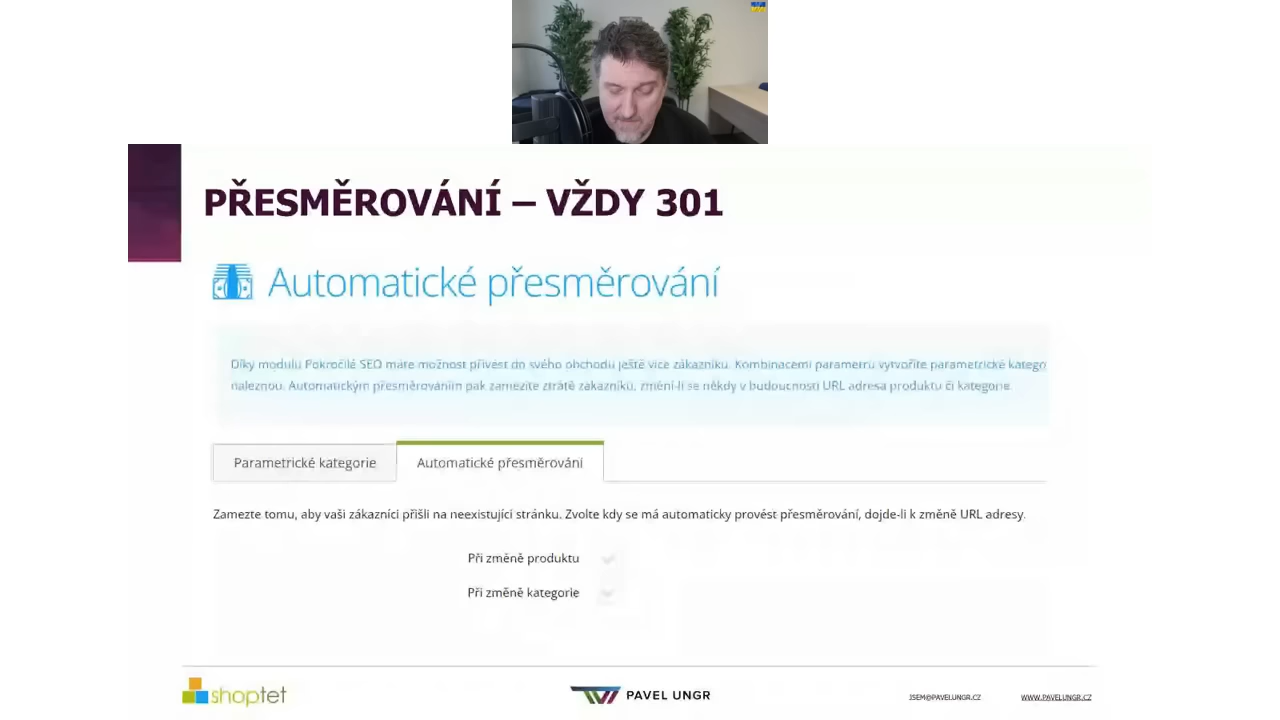 PŘESMĚROVÁNÍ – VŽDY 301
Automatické přesměrování
Díky modulu Pokročilé SEO máte možnost přivést do svého obchodu ještě více zákazníků. Kombinacemi parametrů vytvoříte parametrické katego
naleznou. Automatickým přesměrováním pak zamezíte ztrátě zákazníků, změní-li se někdy v budoucnosti URL adresa produktu či kategorie.
Parametrické kategorie
Automatické přesměrování
Zamezte tomu, aby vaši zákazníci přišli na neexistující stránku. Zvolte kdy se má automaticky provést přesměrování, dojde-li k změně URL adresy.
Při změně produktu
Při změně kategorie
shoptet
PAVEL UNGR
JSEM@PAVELUNGR.CZ
WWW.PAVELUNGR.CZ